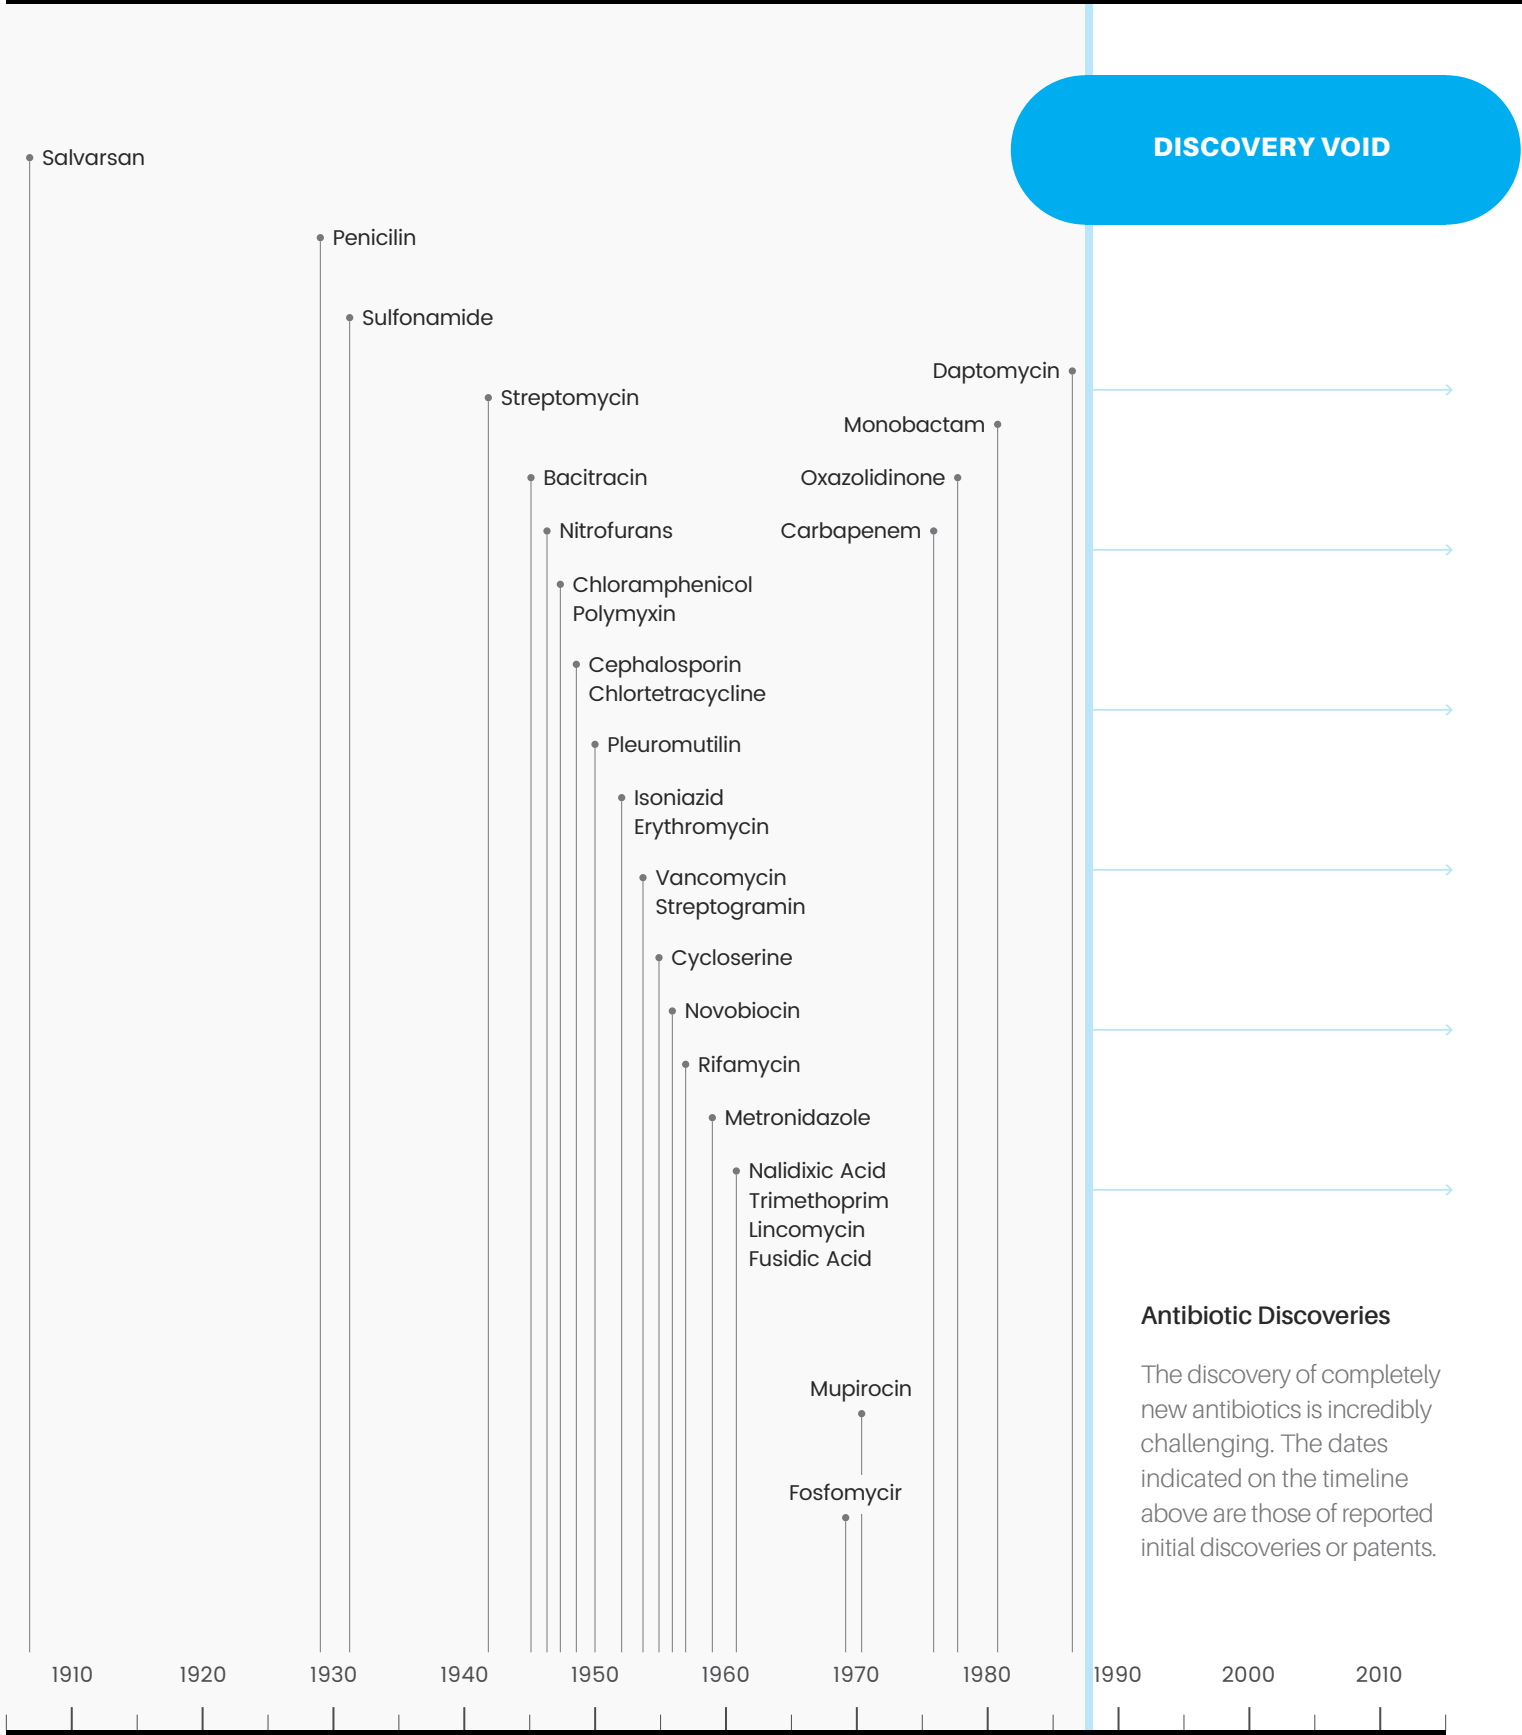 DISCOVERY VOID
Salvarsan
Penicilin
Sulfonamide
Daptomycin
Streptomycin
Monobactam
Bacitracin
Oxazolidinone
Nitrofurans
Carbapenem
Chloramphenicol
Polymyxin
Cephalosporin
Chlortetracycline
Pleuromutilin
Isoniazid
Erythromycin
Vancomycin
Streptogramin
Cycloserine
Novobiocin
Rifamycin
Metronidazole
Nalidixic Acid
Trimethoprim
Lincomycin
Fusidic Acid
Mupirocin
Fosfomycir
Antibiotic Discoveries
The discovery of completely
new antibiotics is incredibly
challenging. The dates
indicated on the timeline
above are those of reported
initial discoveries or patents.
1910 1920 1930 1940 1950 1960 1970 1980 1990 2000 2010